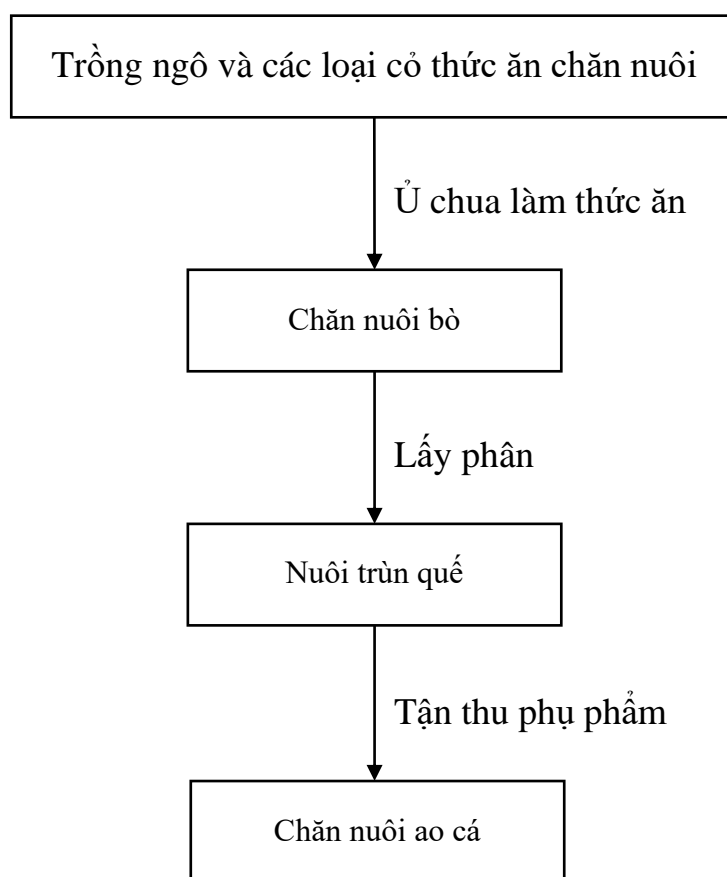 Trồng ngô và các loại cỏ thức ăn chăn nuôi
Ủ chua làm thức ăn
Chăn nuôi bò
Lấy phân
Nuôi trùn quế
Tận thu phụ phẩm
Chăn nuôi ao cá